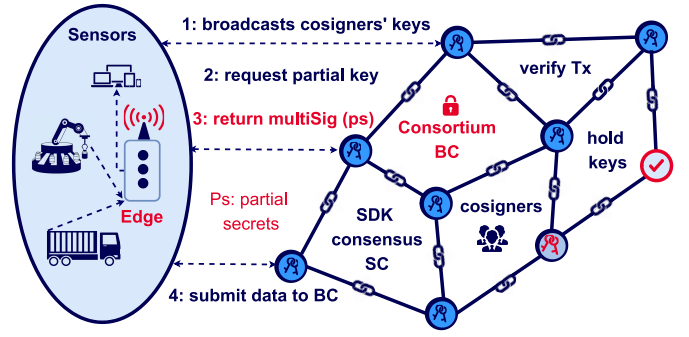 Sensors
1: broadcasts cosigners' keys
2: request partial key
verify Tx
3: return multiSig (ps)
Consortium
BC
hold
keys
Edge
Ps: partial
secrets
SDK
consensus
SC
cosigners
4: submit data to BC